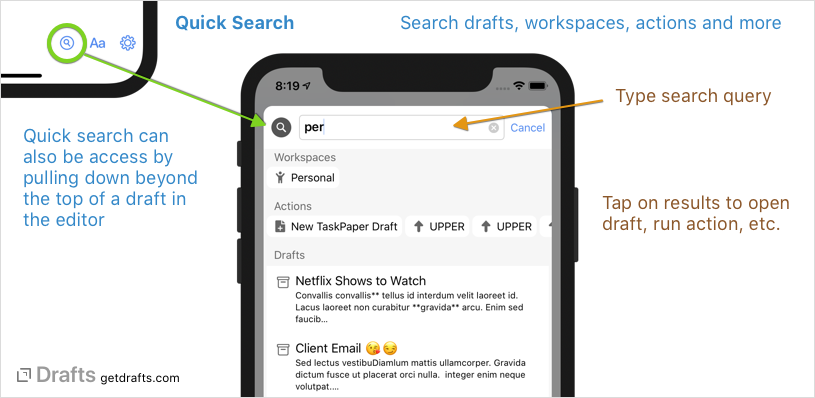 Quick Search
Search drafts, workspaces, actions and more
Aa
8:19
Type search query
per
Cancel
Quick search can
also be access by
pulling down beyond
the top of a draft in
the editor
Workspaces
Personal
Actions
New TaskPaper Draft UPPER UPPER
Tap on results to open
draft, run action, etc.
Drafts
Netflix Shows to Watch
Convallis convallis** tellus id interdum velit laoreet id.
Lacus laoreet non curabitur **gravida** arcu. Enim sed
faucib...
Client Email 😘😏
Sed lectus vestibuDiamlum mattis ullamcorper. Gravida
dictum fusce ut placerat orci nulla. integer enim neque
volutpat....
Drafts getdrafts.com